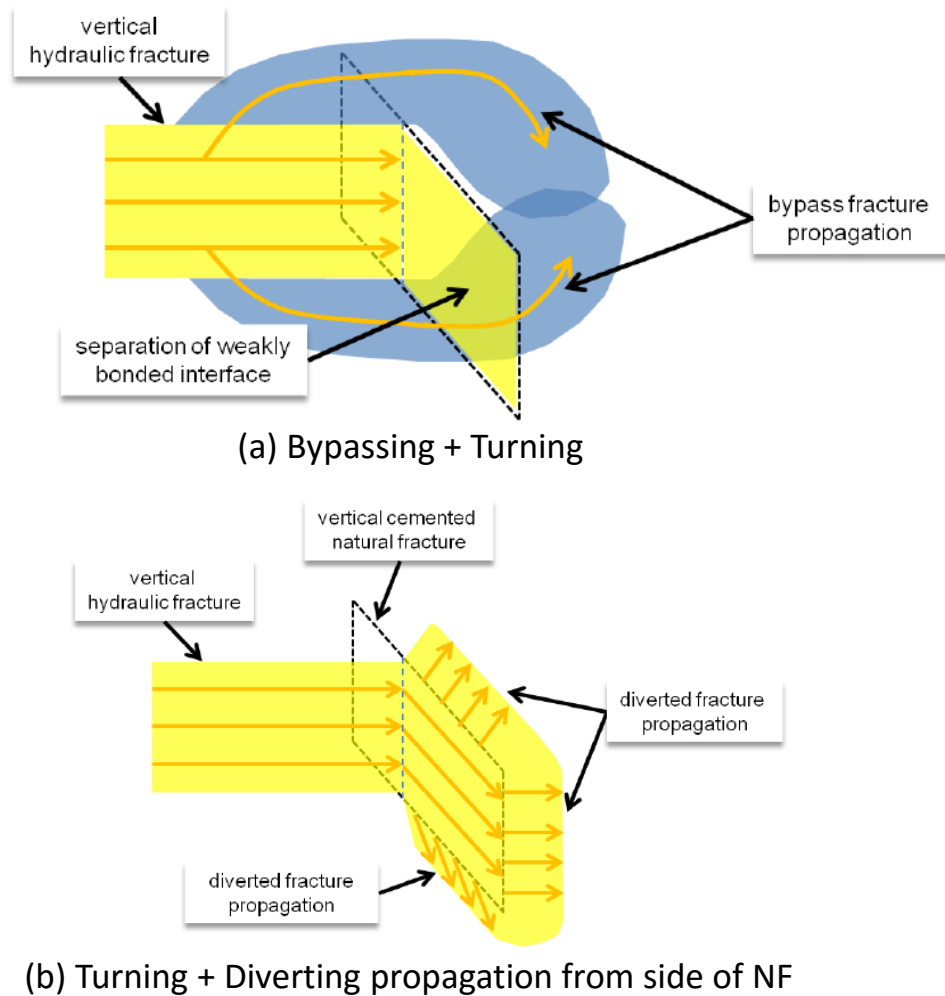 vertical
hydraulic fracture
bypass fracture
propagation
separation of weakly
bonded interface
(a) Bypassing + Turning
vertical cemented
natural fracture
vertical
hydraulic fracture
diverted fracture
propagation
diverted fracture
propagation
(b) Turning + Diverting propagation from side of NF